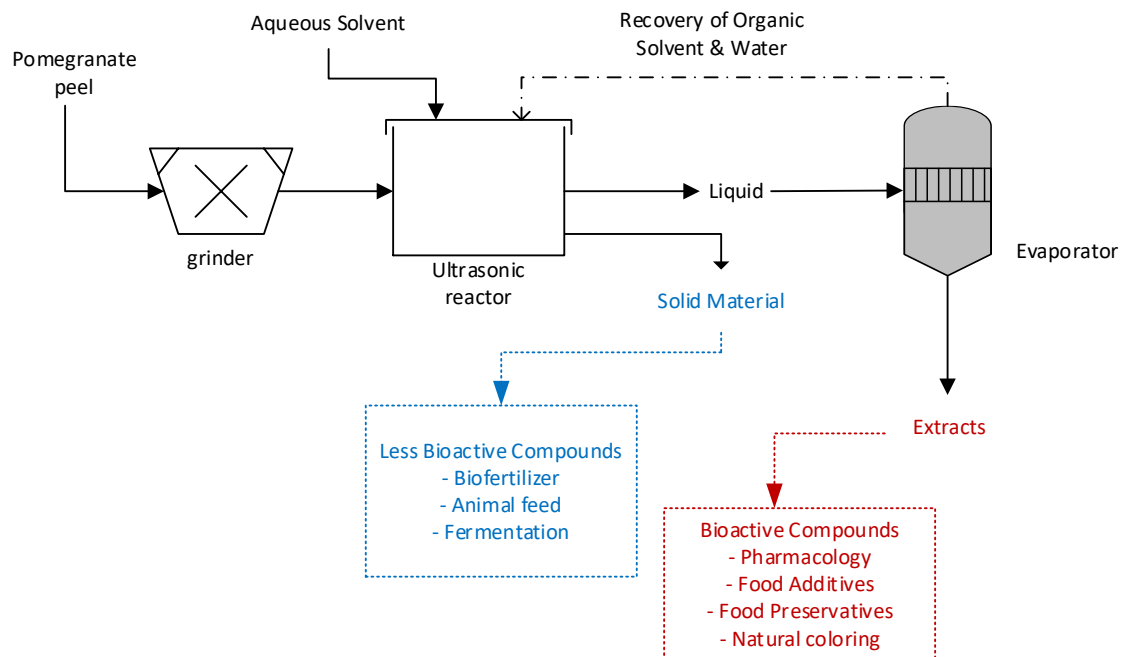 Aqueous Solvent
Recovery of Organic
Solvent & Water
Pomegranate
peel
Liquid
grinder
Ultrasonic
reactor
Evaporator
Solid Material
Extracts
Less Bioactive Compounds
- Biofertilizer
- Animal feed
- Fermentation
Bioactive Compounds
- Pharmacology
- Food Additives
- Food Preservatives
- Natural coloring